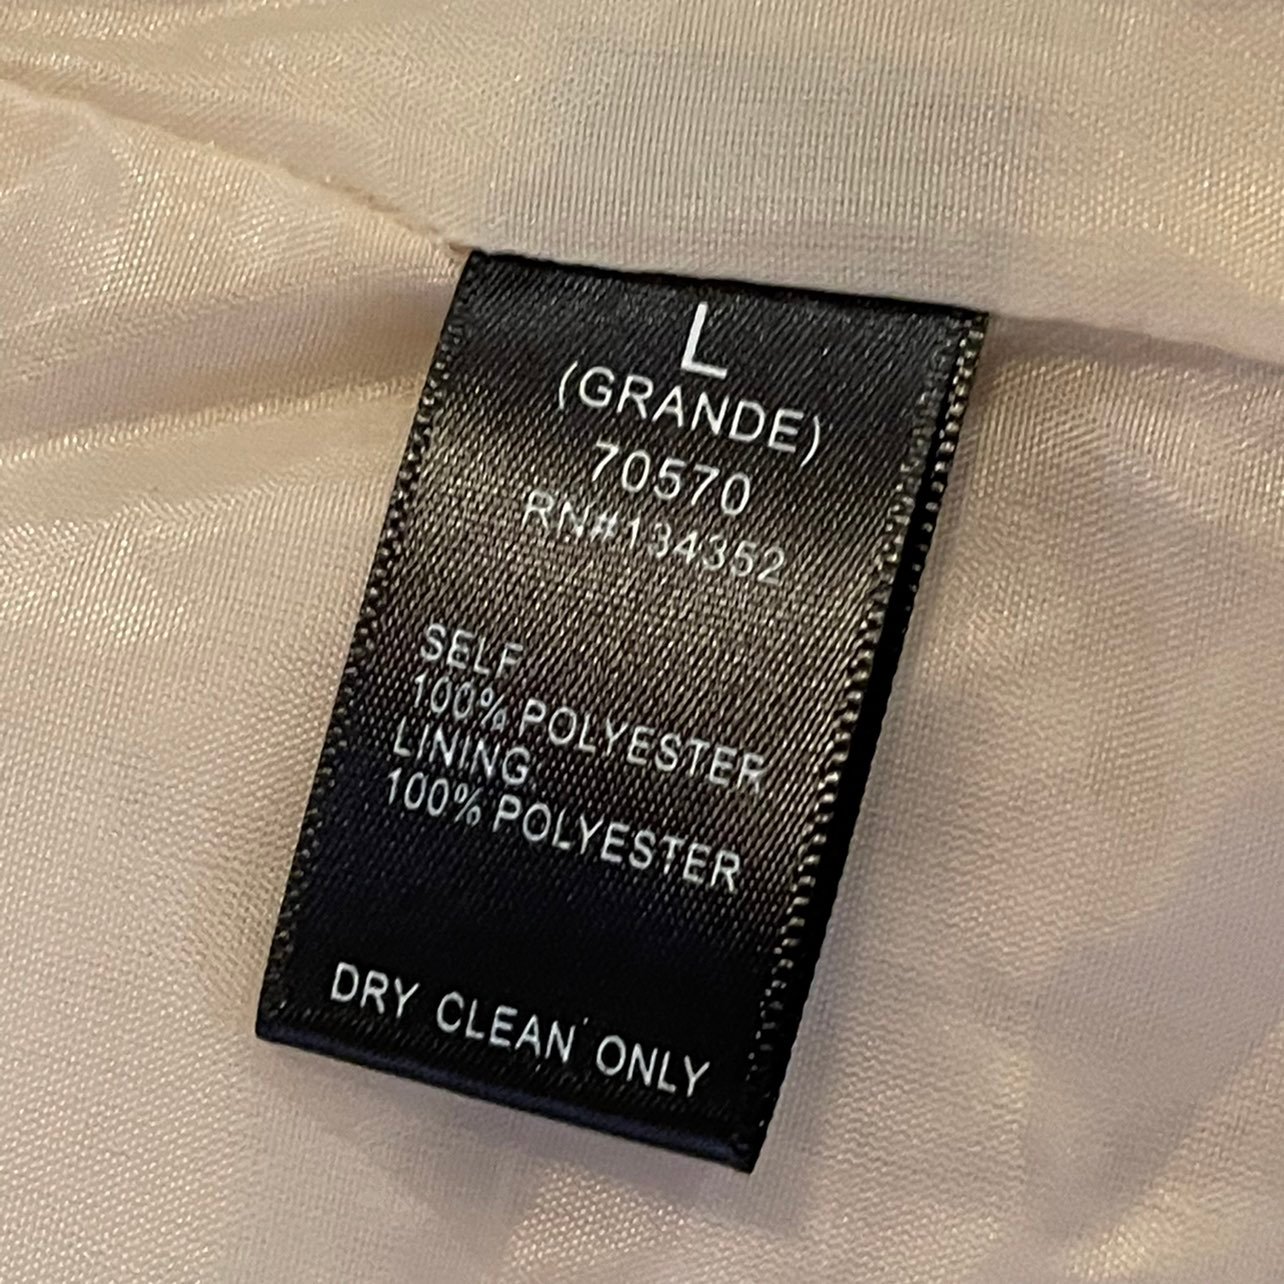 L
(GRANDE)
70570
RN#134352
SELF
100% POLYESTER
LINING
100% POLYESTER
DRY CLEAN ONLY